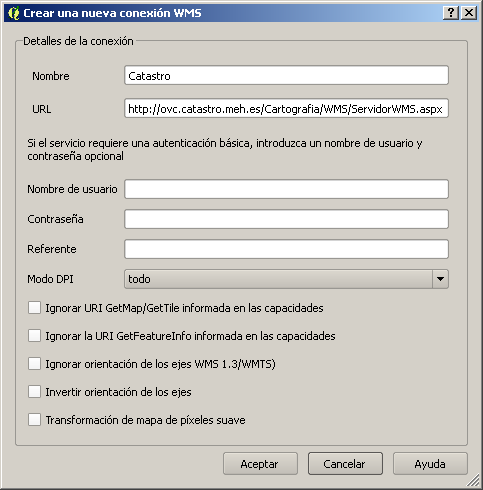 Crear una nueva conexión WMS
Detalles de la conexión
Nombre
Catastro
URL
http://ovc.catastro.meh.es/Cartografia/WMS/ServidorWMS.aspx
Si el servicio requiere una autenticación básica, introduzca un nombre de usuario y
contraseña opcional
Nombre de usuario
Contraseña
Referente
Modo DPI
todo
Ignorar URI GetMap/GetTile informada en las capacidades
Ignorar la URI GetFeatureInfo informada en las capacidades
Ignorar orientación de los ejes WMS 1.3/WMTS)
Invertir orientación de los ejes
Transformación de mapa de píxeles suave
Aceptar
Cancelar
Ayuda